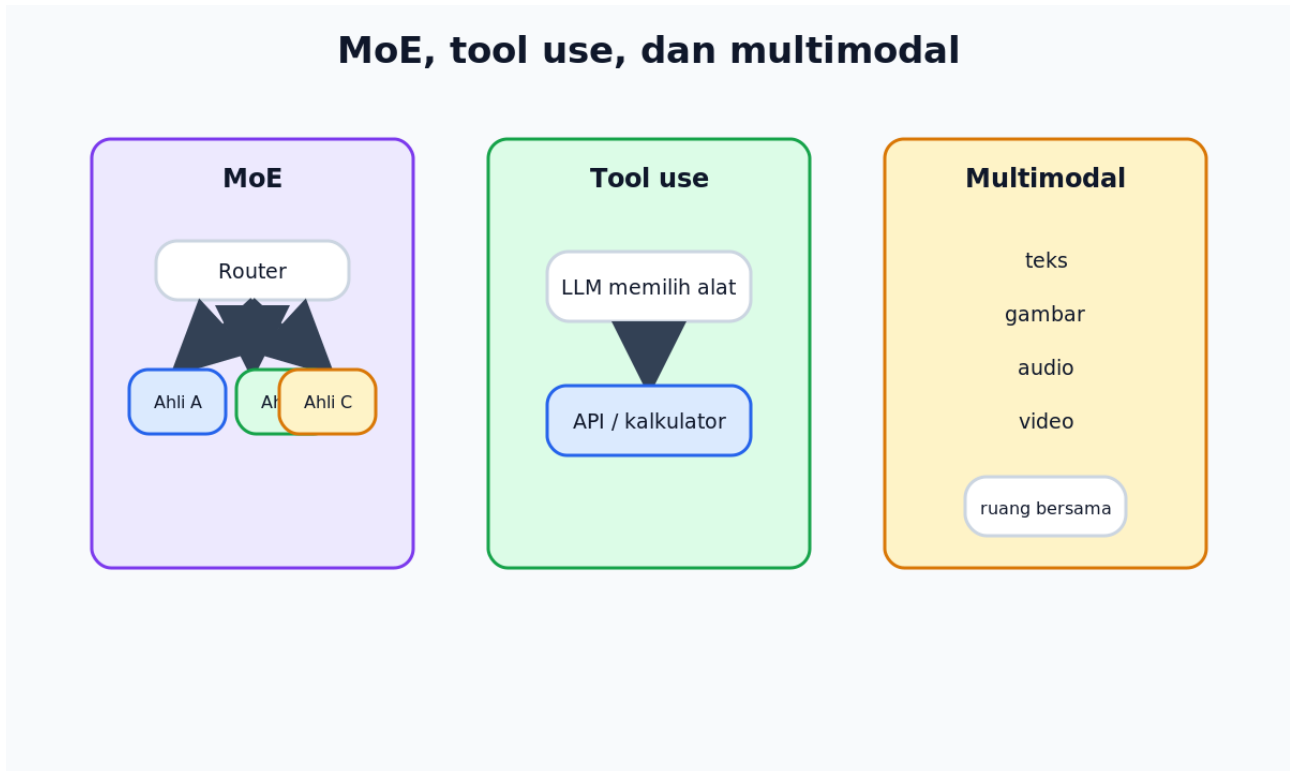 MoE, tool use, dan multimodal
MoE
Router
Ahli A
Ahli C
Tool use
LLM memilih alat
API / kalkulator
Multimodal
teks
gambar
audio
video
ruang bersama